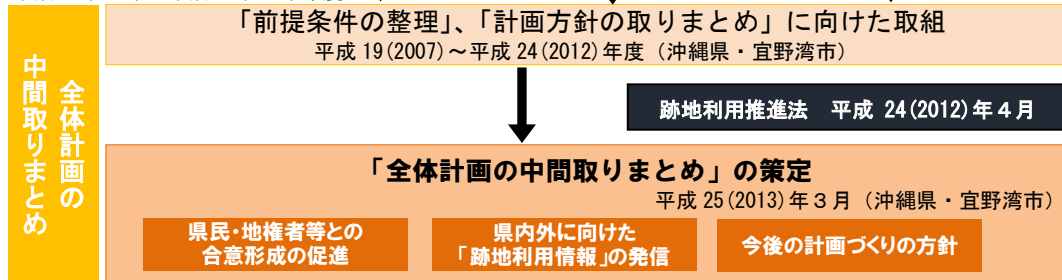 「前提条件の整理」、「計画方針の取りまとめ」に向けた取組
平成19(2007)～平成24(2012)年度（沖縄県・宜野湾市）
全体計画の
中間取りまとめ
跡地利用推進法　平成 24(2012)年４月
「全体計画の中間取りまとめ」の策定
平成25(2013)年３月（沖縄県・宜野湾市）
県民・地権者等との
合意形成の促進
県内外に向けた
「跡地利用情報」の発信
今後の計画づくりの方針